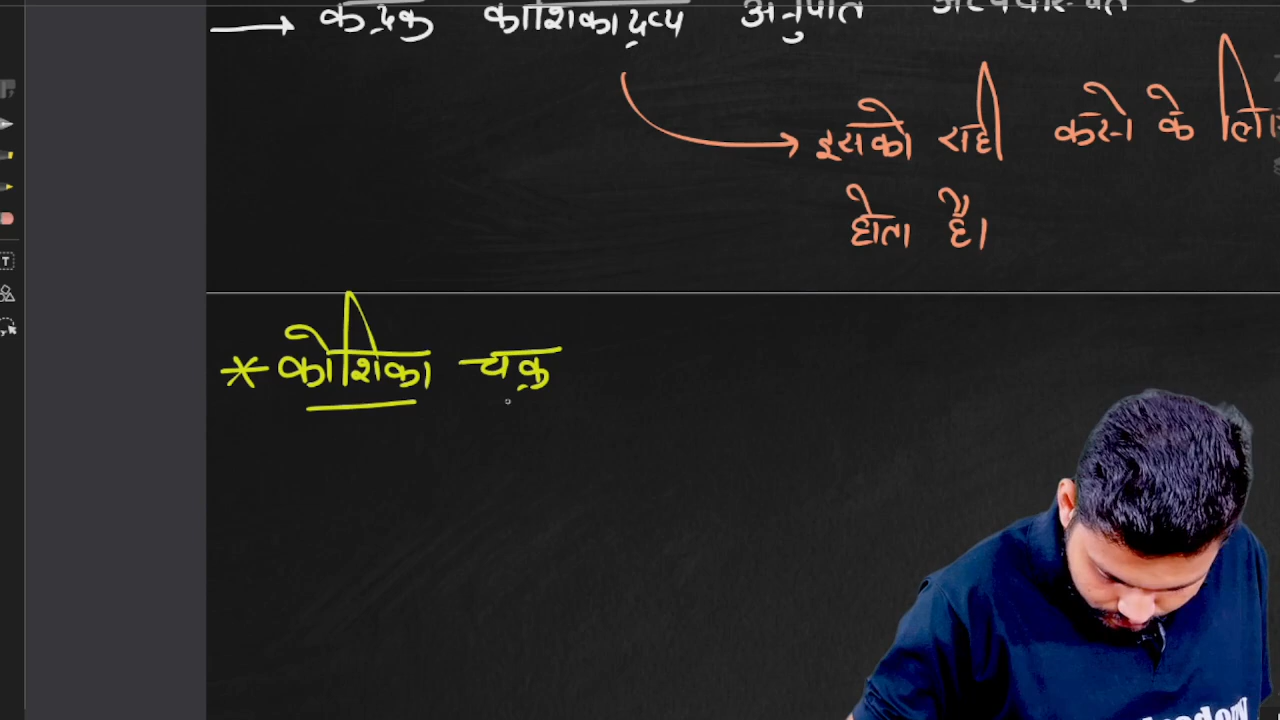 → केन्द्रक कोशिकाद्रव्य अनुपात
इसको सही करने के लिए
होता है।
* कोशिका चक्र